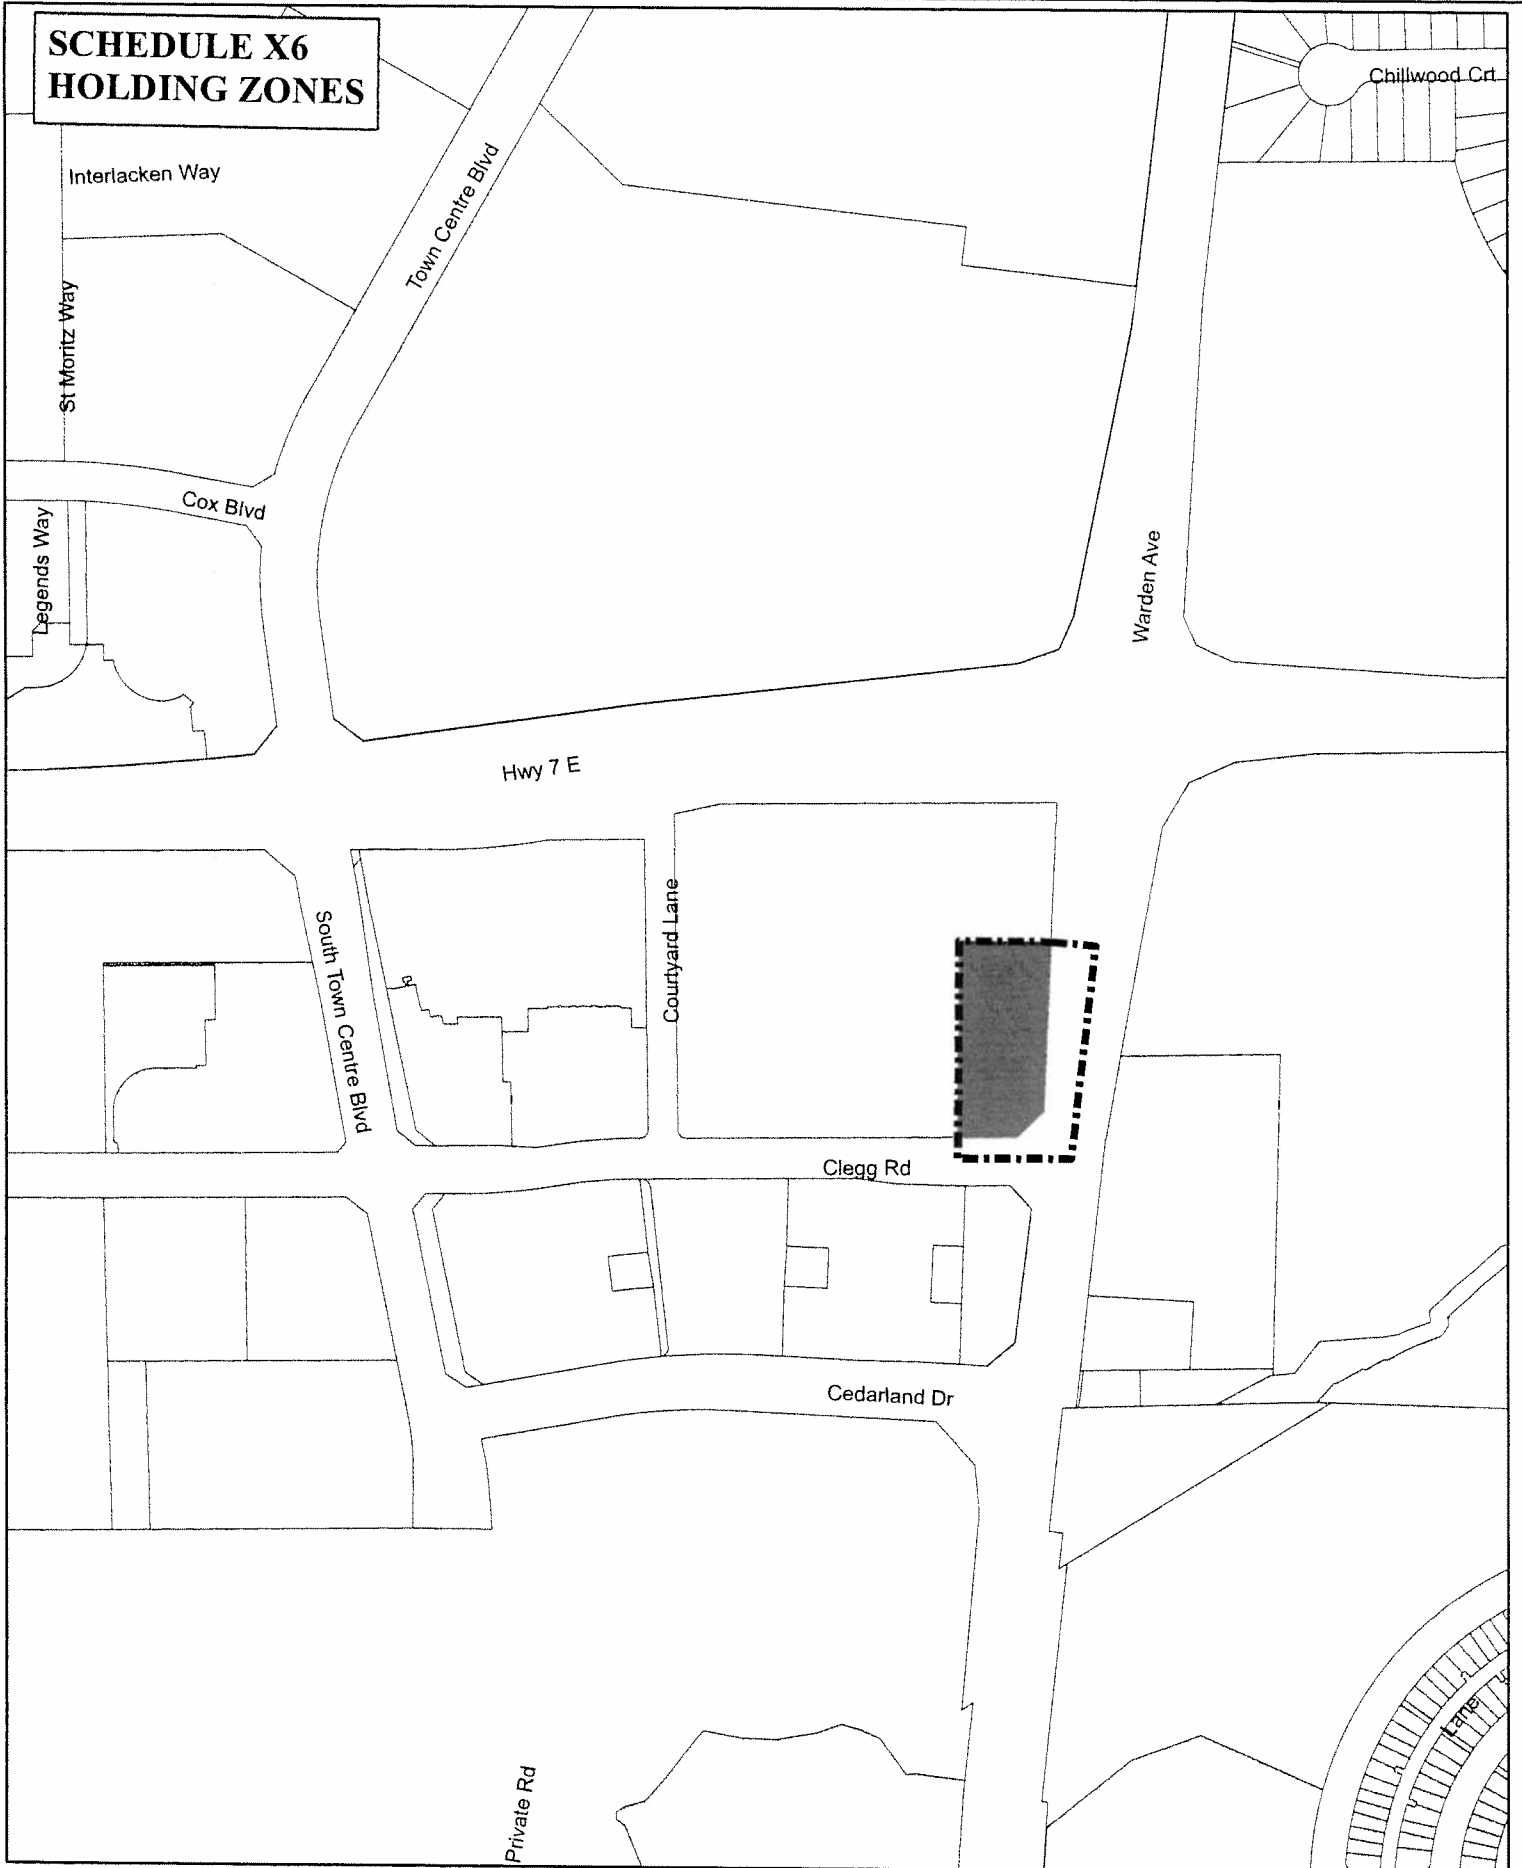 SCHEDULE X6
HOLDING ZONES
Chillwood Crt
Interlacken Way
Town Centre Blvd
St Moritz Way
Cox Blvd
Legends Way
Warden Ave
Hwy 7 E
Courtyard Lane
South Town Centre Blvd
Clegg Rd
Cedarland Dr
Lane
Private Rd